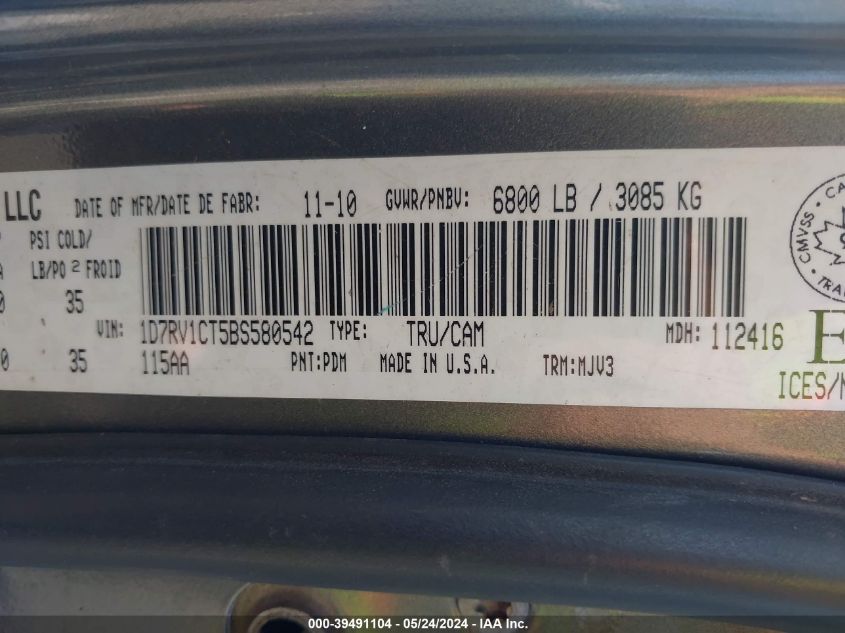 LLC DATE OF MFR/DATE DE FABR: 11-10 GVWR/PNBV: 6800 LB / 3085 KG
PSI COLD/
LB/PO 2 FROID
35
VIN: 1D7RV1CT5BS580542 TYPE: TRU/CAM MDH: 112416
0 35 115AA PNT:PDM MADE IN U.S.A. TRM:MJV3
ICES/
CMVSS
000-39491104 / 05/24/2024 - IAA Inc.